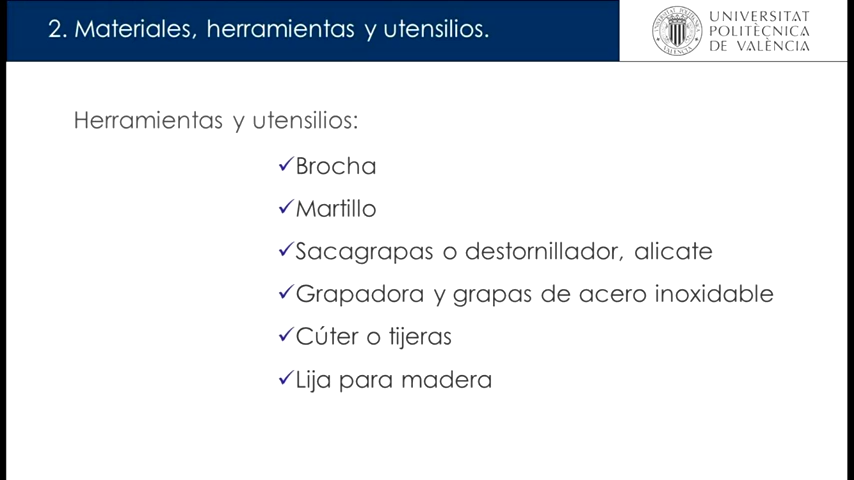 2. Materiales, herramientas y utensilios.
UNIVERSITAT
POLITÈCNICA
DE VALÈNCIA
Herramientas y utensilios:
✓Brocha
✓Martillo
✓Sacagrapas o destornillador, alicate
✓Grapadora y grapas de acero inoxidable
✓Cúter o tijeras
✓Lija para madera